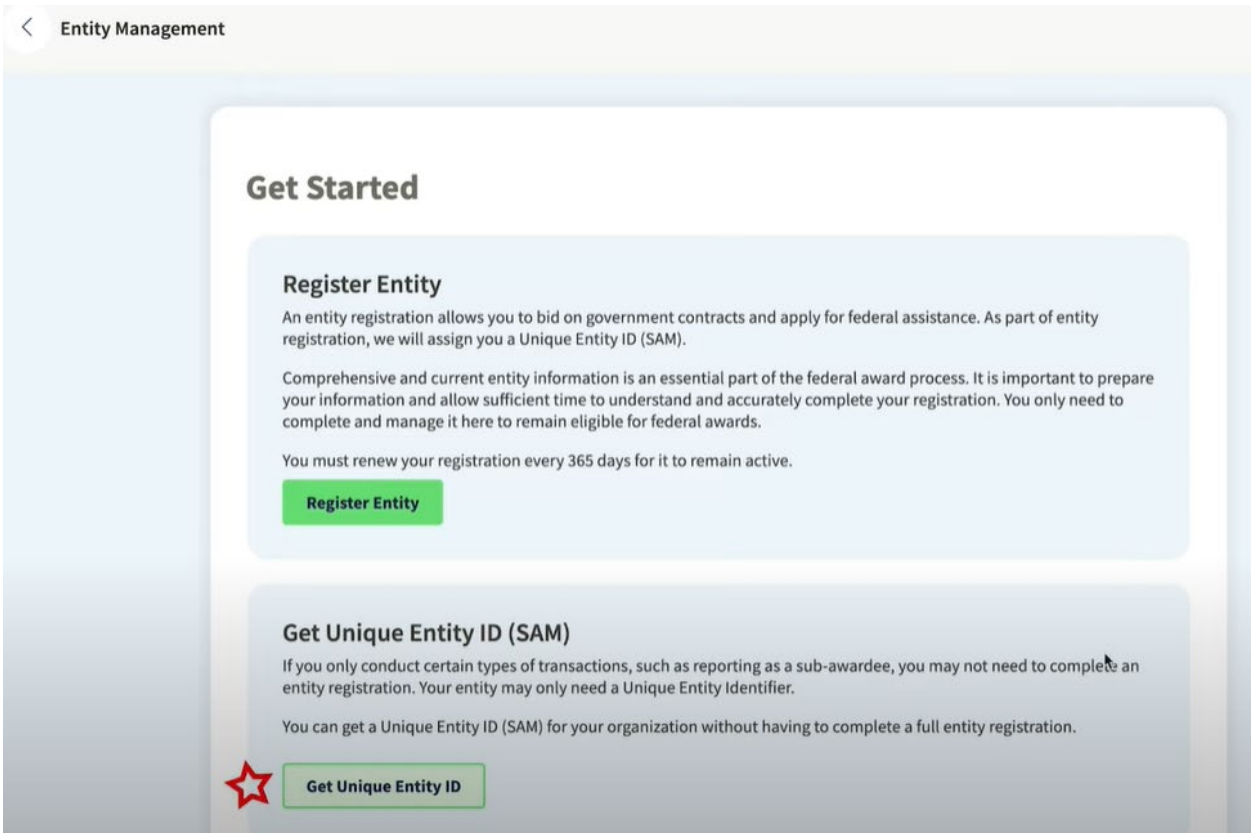 Entity Management
Get Started
Register Entity
An entity registration allows you to bid on government contracts and apply for federal assistance. As part of entity
registration, we will assign you a Unique Entity ID (SAM).
Comprehensive and current entity information is an essential part of the federal award process. It is important to prepare
your information and allow sufficient time to understand and accurately complete your registration. You only need to
complete and manage it here to remain eligible for federal awards.
You must renew your registration every 365 days for it to remain active.
Register Entity
Get Unique Entity ID (SAM)
If you only conduct certain types of transactions, such as reporting as a sub-awardee, you may not need to complete an
entity registration. Your entity may only need a Unique Entity Identifier.
You can get a Unique Entity ID (SAM) for your organization without having to complete a full entity registration.
Get Unique Entity ID